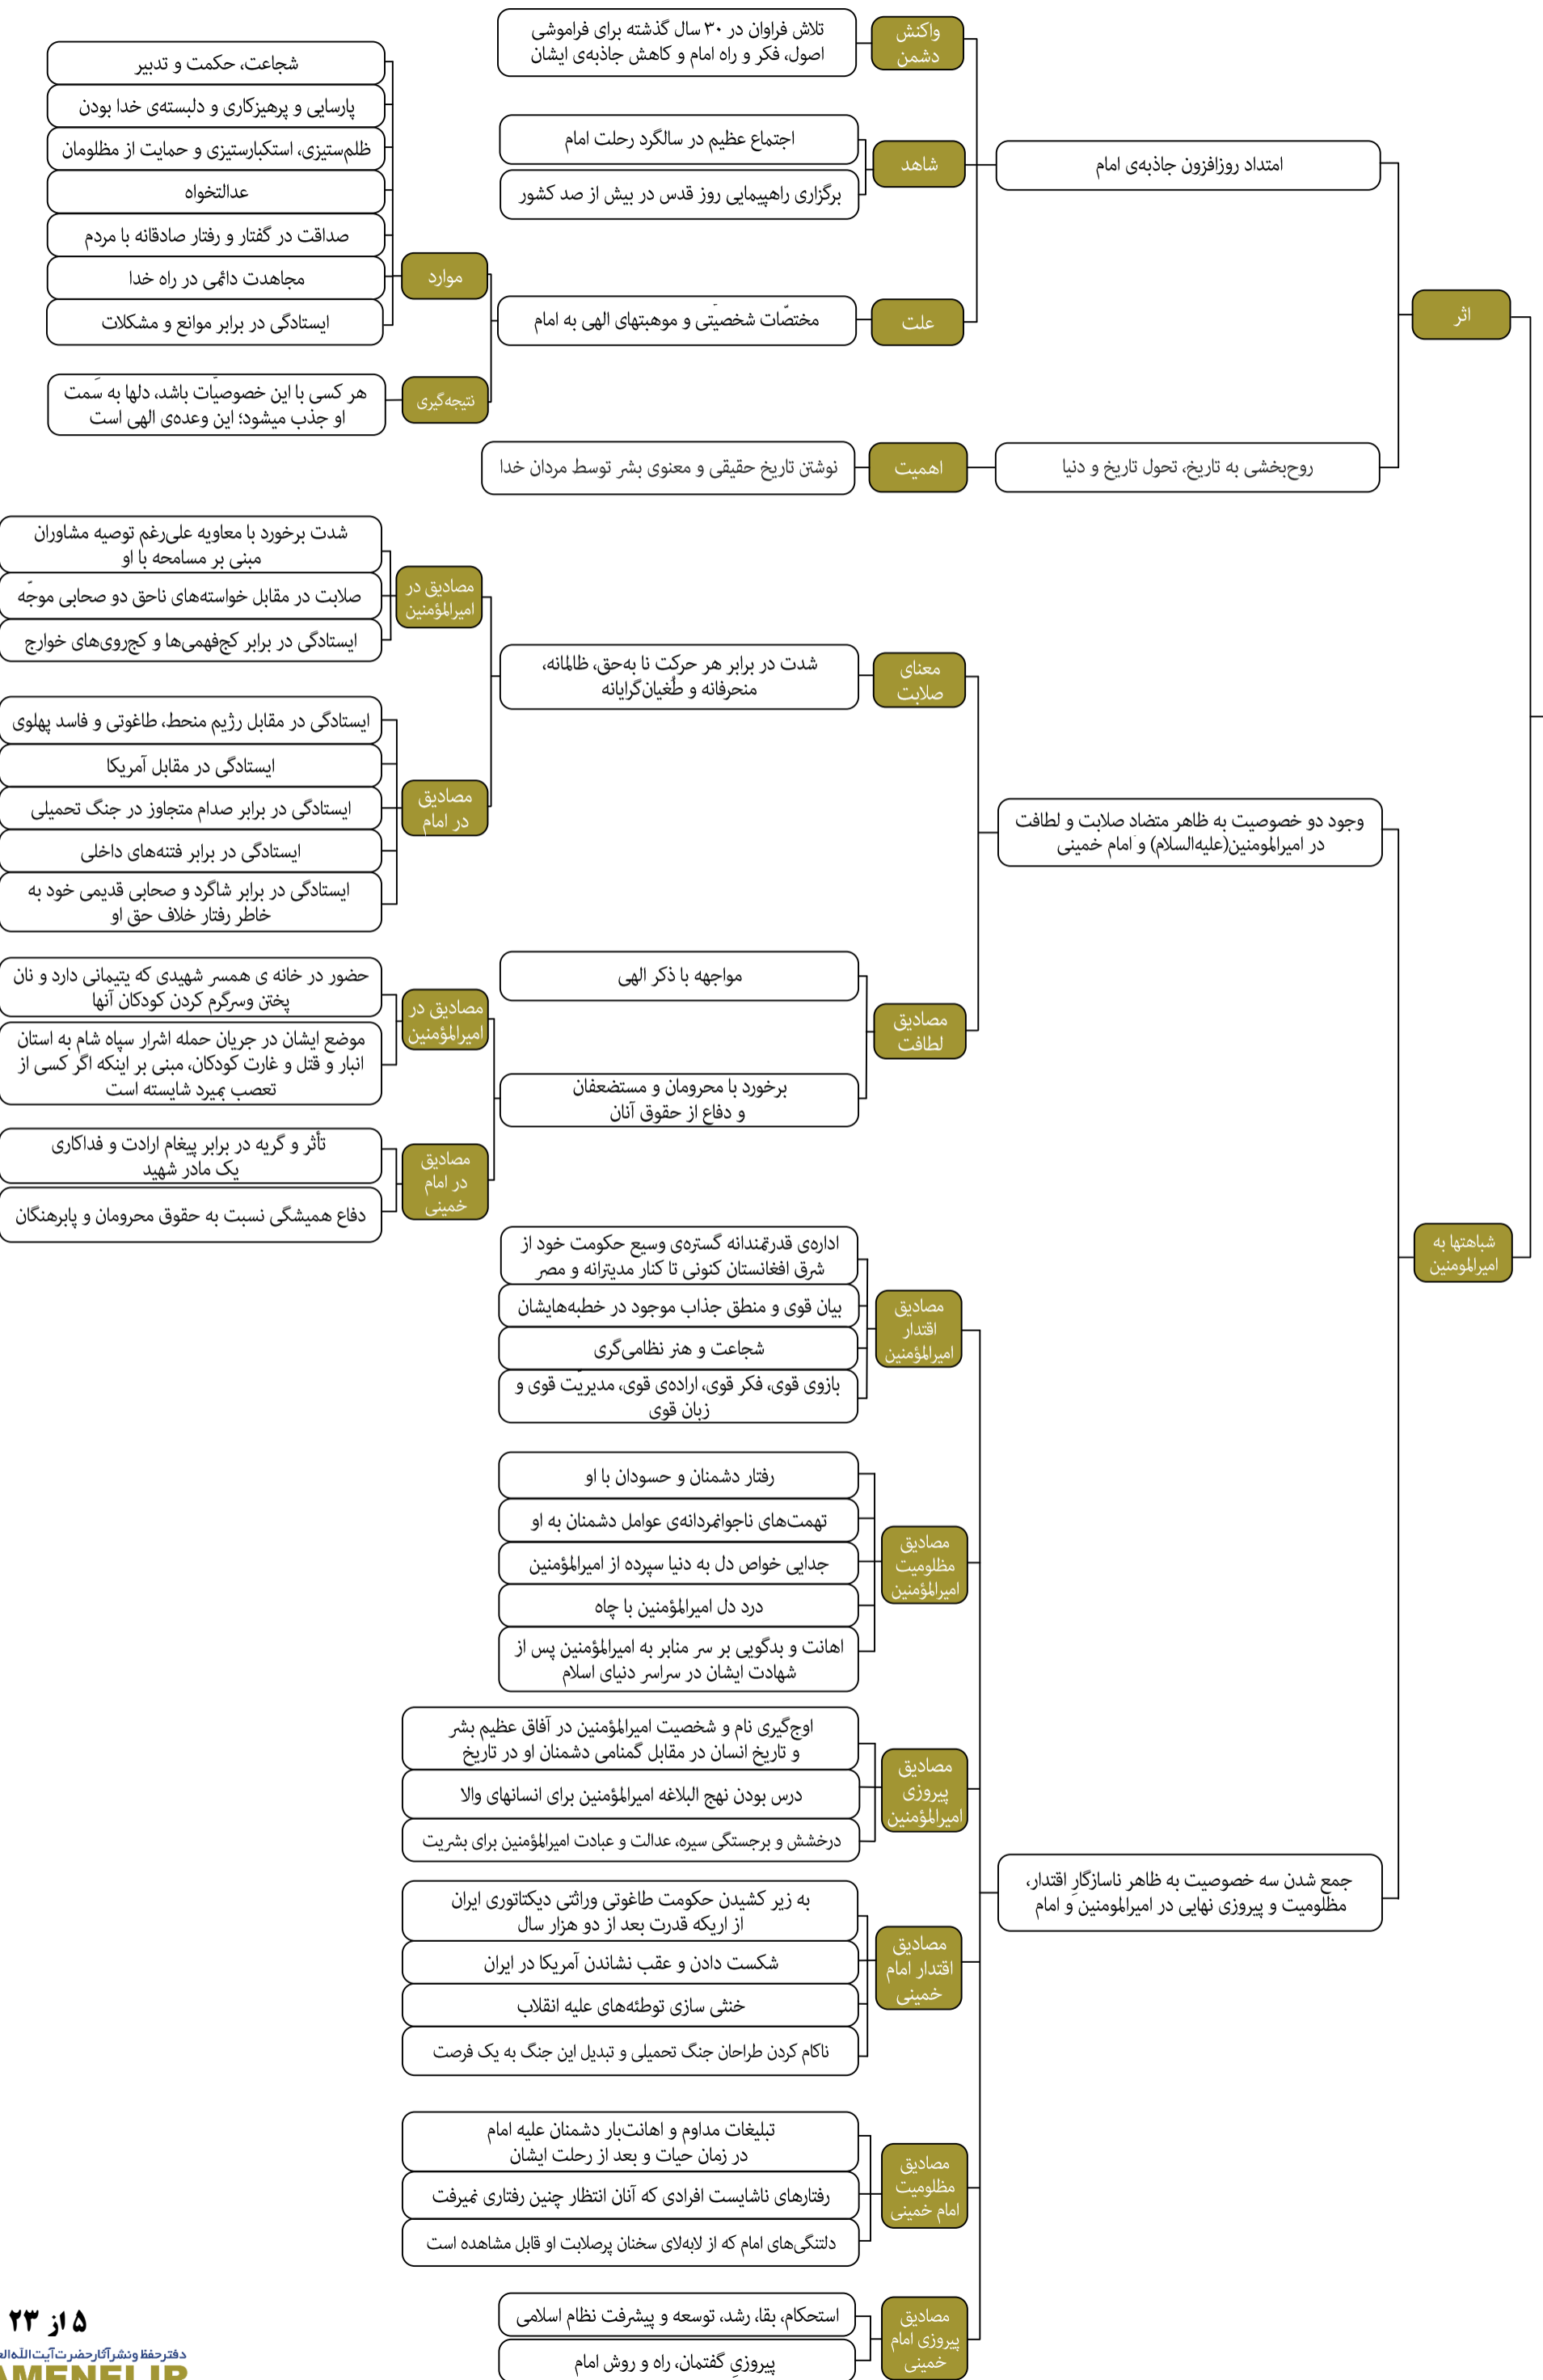 اثر
امتداد روزافزون جاذبه‌ی امام
واکنش
دشمن
تلاش فراوان در ۳۰ سال گذشته برای فراموشی
اصول، فکر و راه امام و کاهش جاذبه‌ی ایشان
شاهد
اجتماع عظیم در سالگرد رحلت امام
برگزاری راهپیمایی روز قدس در بیش از صد کشور
علت
مختصّات شخصیّتی و موهبتهای الهی به امام
موارد
شجاعت، حکمت و تدبیر
پارسایی و پرهیزکاری و دلبسته‌ی خدا بودن
ظلم‌ستیزی، استکبارستیزی و حمایت از مظلومان
عدالتخواه
صداقت در گفتار و رفتار صادقانه با مردم
مجاهدت دائمی در راه خدا
ایستادگی در برابر موانع و مشکلات
نتیجه‌گیری
هر کسی با این خصوصیّات باشد، دلها به سَمت
او جذب میشود؛ این وعده‌ی الهی است
روح‌بخشی به تاریخ، تحول تاریخ و دنیا
اهمیت
نوشتن تاریخ حقیقی و معنوی بشر توسط مردان خدا
شباهتها به
امیرالمومنین
وجود دو خصوصیت به ظاهر متضاد صلابت و لطافت
در امیرالمومنین(علیه‌السلام) و امام خمینی
معنای
صلابت
شدت در برابر هر حرکت نا به‌حق، ظالمانه،
منحرفانه و طُغیان‌گرایانه
مصادیق در
امیرالمؤمنین
شدت برخورد با معاویه علی‌رغم توصیه مشاوران
مبنی بر مسامحه با او
صلابت در مقابل خواسته‌های ناحق دو صحابی موجّه
ایستادگی در برابر کج‌فهمی‌ها و کج‌روی‌های خوارج
مصادیق
در امام
ایستادگی در مقابل رژیم منحط، طاغوتی و فاسد پهلوی
ایستادگی در مقابل آمریکا
ایستادگی در برابر صدام متجاوز در جنگ تحمیلی
ایستادگی در برابر فتنه‌های داخلی
ایستادگی در برابر شاگرد و صحابی قدیمی خود به
خاطر رفتار خلاف حق او
مصادیق
لطافت
مواجهه با ذکر الهی
برخورد با محرومان و مستضعفان
و دفاع از حقوق آنان
مصادیق در
امیرالمؤمنین
حضور در خانه ی همسر شهیدی که یتیمانی دارد و نان
پختن وسرگرم کردن کودکان آنها
موضع ایشان در جریان حمله اشرار سپاه شام به استان
انبار و قتل و غارت کودکان، مبنی بر اینکه اگر کسی از
تعصب بمیرد شایسته است
مصادیق
در امام
خمینی
تأثر و گریه در برابر پیغام ارادت و فداکاری
یک مادر شهید
دفاع همیشگی نسبت به حقوق محرومان و پابرهنگان
جمع شدن سه خصوصیت به ظاهر ناسازگارِ اقتدار،
مظلومیت و پیروزی نهایی در امیرالمومنین و امام
مصادیق
اقتدار
امیرالمؤمنین
اداره‌ی قدرتمندانه گستره‌ی وسیع حکومت خود از
شرق افغانستان کنونی تا کنار مدیترانه و مصر
بیان قوی و منطق جذاب موجود در خطبه‌هایشان
شجاعت و هنر نظامی‌گری
بازوی قوی، فکر قوی، اراده‌ی قوی، مدیریّت قوی و
زبان قوی
مصادیق
مظلومیت
امیرالمؤمنین
رفتار دشمنان و حسودان با او
تهمت‌های ناجوانمردانه‌ی عوامل دشمنان به او
جدایی خواص دل به دنیا سپرده از امیرالمؤمنین
درد دل امیرالمؤمنین با چاه
اهانت و بدگویی بر سر منابر به امیرالمؤمنین پس از
شهادت ایشان در سراسر دنیای اسلام
مصادیق
پیروزی
امیرالمؤمنین
اوج‌گیری نام و شخصیت امیرالمؤمنین در آفاق عظیم بشر
و تاریخ انسان در مقابل گمنامی دشمنان او در تاریخ
درس بودن نهج البلاغه امیرالمؤمنین برای انسانهای والا
درخشش و برجستگی سیره، عدالت و عبادت امیرالمؤمنین برای بشریت
مصادیق
اقتدار امام
خمینی
به زیر کشیدن حکومت طاغوتی وراثتی دیکتاتوری ایران
از اریکه قدرت بعد از دو هزار سال
شکست دادن و عقب نشاندن آمریکا در ایران
خنثی سازی توطئه‌های علیه انقلاب
ناکام کردن طراحان جنگ تحمیلی و تبدیل این جنگ به یک فرصت
مصادیق
مظلومیت
امام خمینی
تبلیغات مداوم و اهانت‌بار دشمنان علیه امام
در زمان حیات و بعد از رحلت ایشان
رفتارهای ناشایست افرادی که آنان انتظار چنین رفتاری نمیرفت
دلتنگی‌های امام که از لابه‌لای سخنان پرصلابت او قابل مشاهده است
مصادیق
پیروزی امام
خمینی
استحکام، بقا، رشد، توسعه و پیشرفت نظام اسلامی
پیروزیِ گفتمان، راه و روش امام
۵ از ۲۳
دفترحفظ ونشرآثارحضرت‌آیت‌الله‌